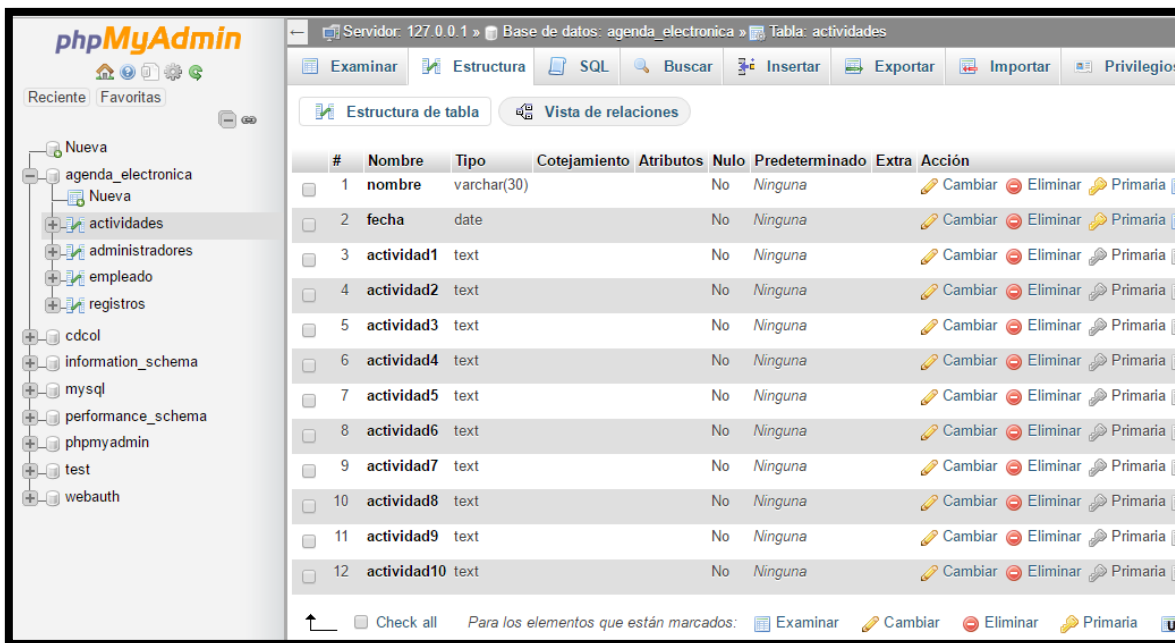 phpMyAdmin
Reciente Favoritas
Nueva
agenda_electronica
Nueva
actividades
administradores
empleado
registros
cdcol
information_schema
mysql
performance_schema
phpmyadmin
test
webauth
Servidor: 127.0.0.1 » Base de datos: agenda_electronica » Tabla: actividades
Examinar Estructura SQL Buscar Insertar Exportar Importar Privilegios
Estructura de tabla Vista de relaciones
# Nombre Tipo Cotejamiento Atributos Nulo Predeterminado Extra Acción
1 nombre varchar(30) No Ninguna Cambiar Eliminar Primaria
2 fecha date No Ninguna Cambiar Eliminar Primaria
3 actividad1 text No Ninguna Cambiar Eliminar Primaria
4 actividad2 text No Ninguna Cambiar Eliminar Primaria
5 actividad3 text No Ninguna Cambiar Eliminar Primaria
6 actividad4 text No Ninguna Cambiar Eliminar Primaria
7 actividad5 text No Ninguna Cambiar Eliminar Primaria
8 actividad6 text No Ninguna Cambiar Eliminar Primaria
9 actividad7 text No Ninguna Cambiar Eliminar Primaria
10 actividad8 text No Ninguna Cambiar Eliminar Primaria
11 actividad9 text No Ninguna Cambiar Eliminar Primaria
12 actividad10 text No Ninguna Cambiar Eliminar Primaria
Check all Para los elementos que están marcados: Examinar Cambiar Eliminar Primaria